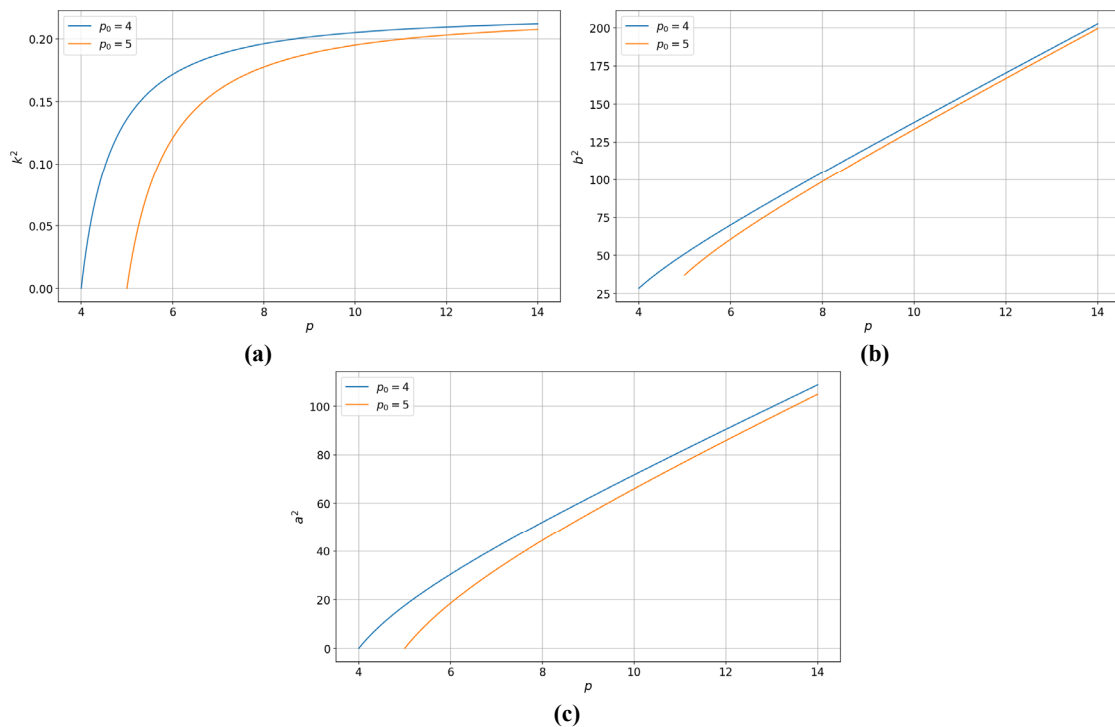 p₀ = 4
p₀ = 5
k²
0.20
0.15
0.10
0.05
0.00
4 6 8 10 12 14
p
(a)
p₀ = 4
p₀ = 5
b²
200
175
150
125
100
75
50
25
4 6 8 10 12 14
p
(b)
p₀ = 4
p₀ = 5
a²
100
80
60
40
20
0
4 6 8 10 12 14
p
(c)